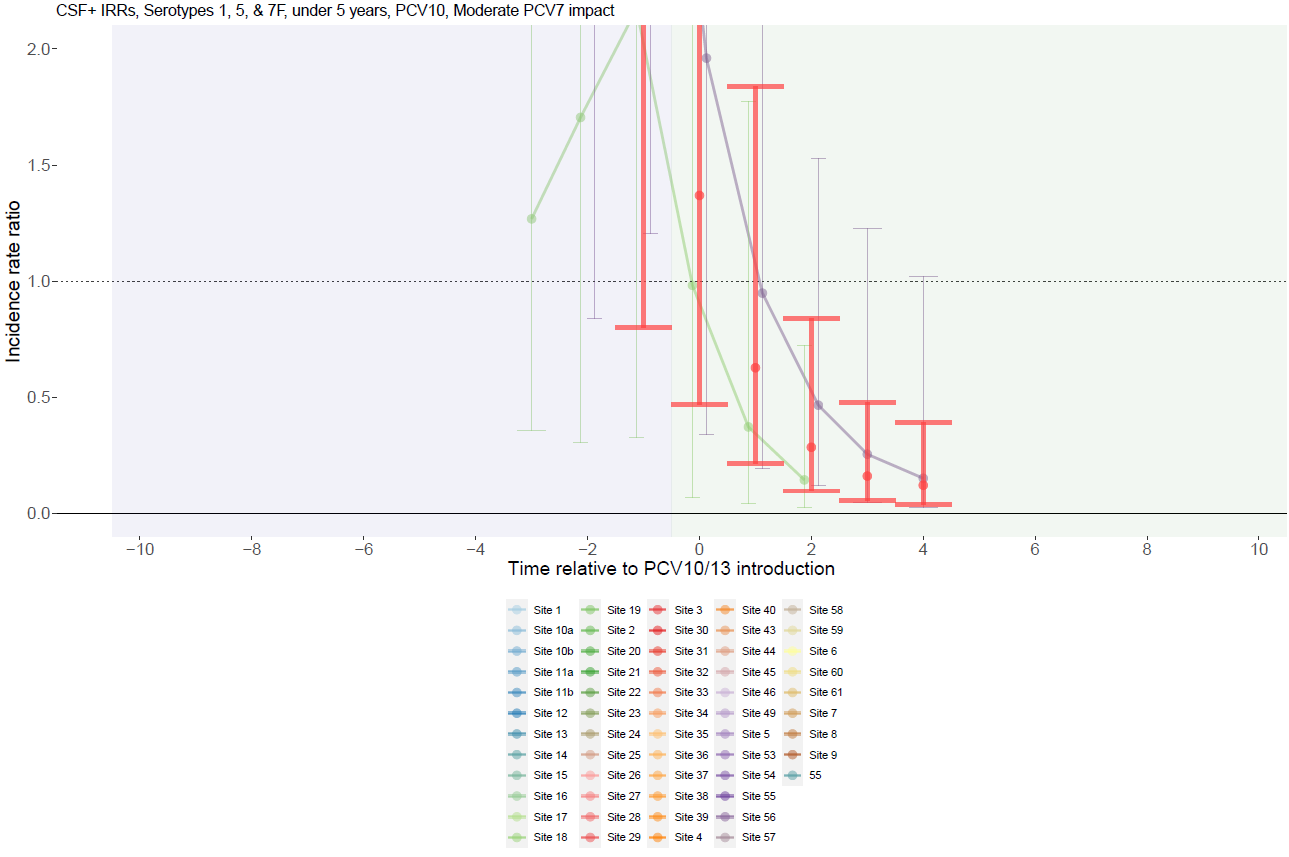 CSF+ IRRs, Serotypes 1, 5, & 7F, under 5 years, PCV10, Moderate PCV7 impact
Incidence rate ratio
2.0
1.5
1.0
0.5
0.0
−10 −8 −6 −4 −2 0 2 4 6 8 10
Time relative to PCV10/13 introduction
Site 1 Site 19 Site 3 Site 40 Site 58
Site 10a Site 2 Site 30 Site 43 Site 59
Site 10b Site 20 Site 31 Site 44 Site 6
Site 11a Site 21 Site 32 Site 45 Site 60
Site 11b Site 22 Site 33 Site 46 Site 61
Site 12 Site 23 Site 34 Site 49 Site 7
Site 13 Site 24 Site 35 Site 5 Site 8
Site 14 Site 25 Site 36 Site 53 Site 9
Site 15 Site 26 Site 37 Site 54 55
Site 16 Site 27 Site 38 Site 55
Site 17 Site 28 Site 39 Site 56
Site 18 Site 29 Site 4 Site 57